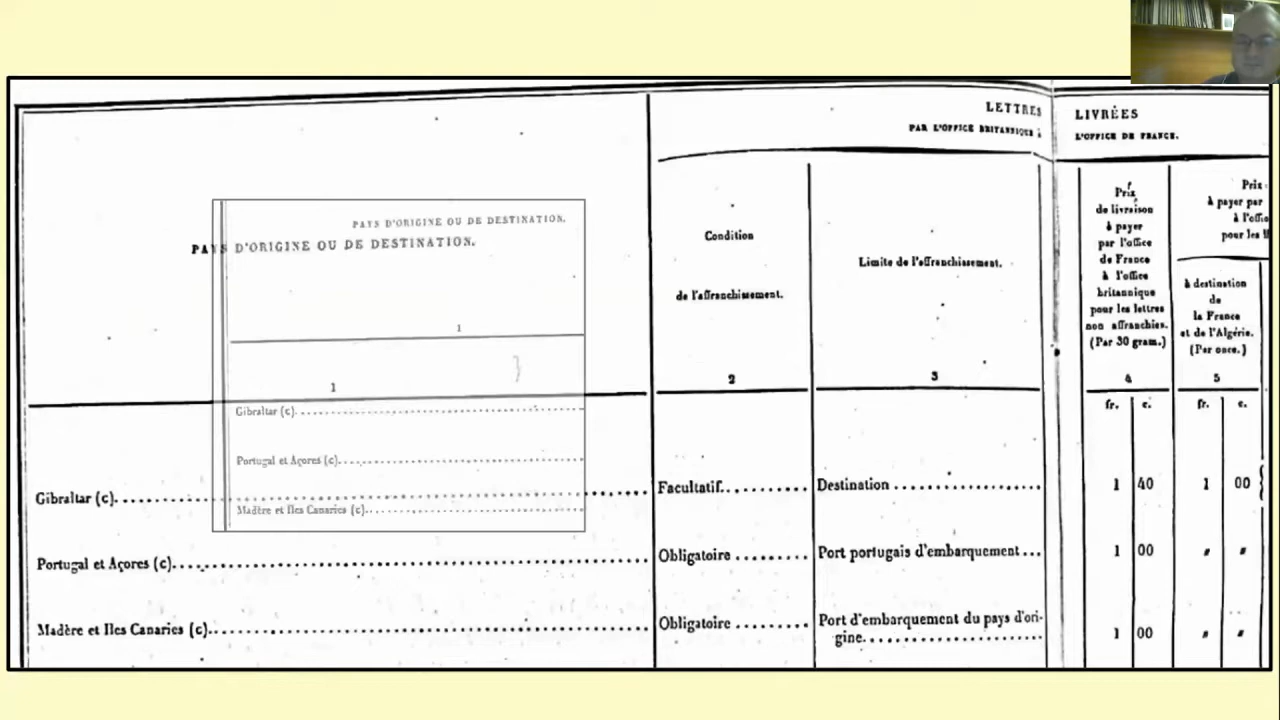 LETTRES LIVRÉES
PAR L'OFFICE BRITANNIQUE à L'OFFICE DE FRANCE.
PAYS D'ORIGINE OU DE DESTINATION.
PAYS D'ORIGINE OU DE DESTINATION.
Condition
de l'affranchissement.
Limite de l'affranchissement.
Prix
de livraison
à payer
par l'office
de France
à l'office
britannique
pour les lettres
non affranchies.
(Par 30 gram.)
Prix
à payer par
à l'offic
pour les
à destination
de
la France
et de l'Algérie.
(Par once.)
1
1
2
3
4
5
fr. c. fr. c.
Gibraltar (c)
Portugal et Açores (c)
Madère et Iles Canaries (c)
Gibraltar (c) Facultatif Destination 1 40 1 00
Portugal et Açores (c) Obligatoire Port portugais d'embarquement 1 00 " "
Madère et Iles Canaries (c) Obligatoire Port d'embarquement du pays d'ori-
gine 1 00 " "